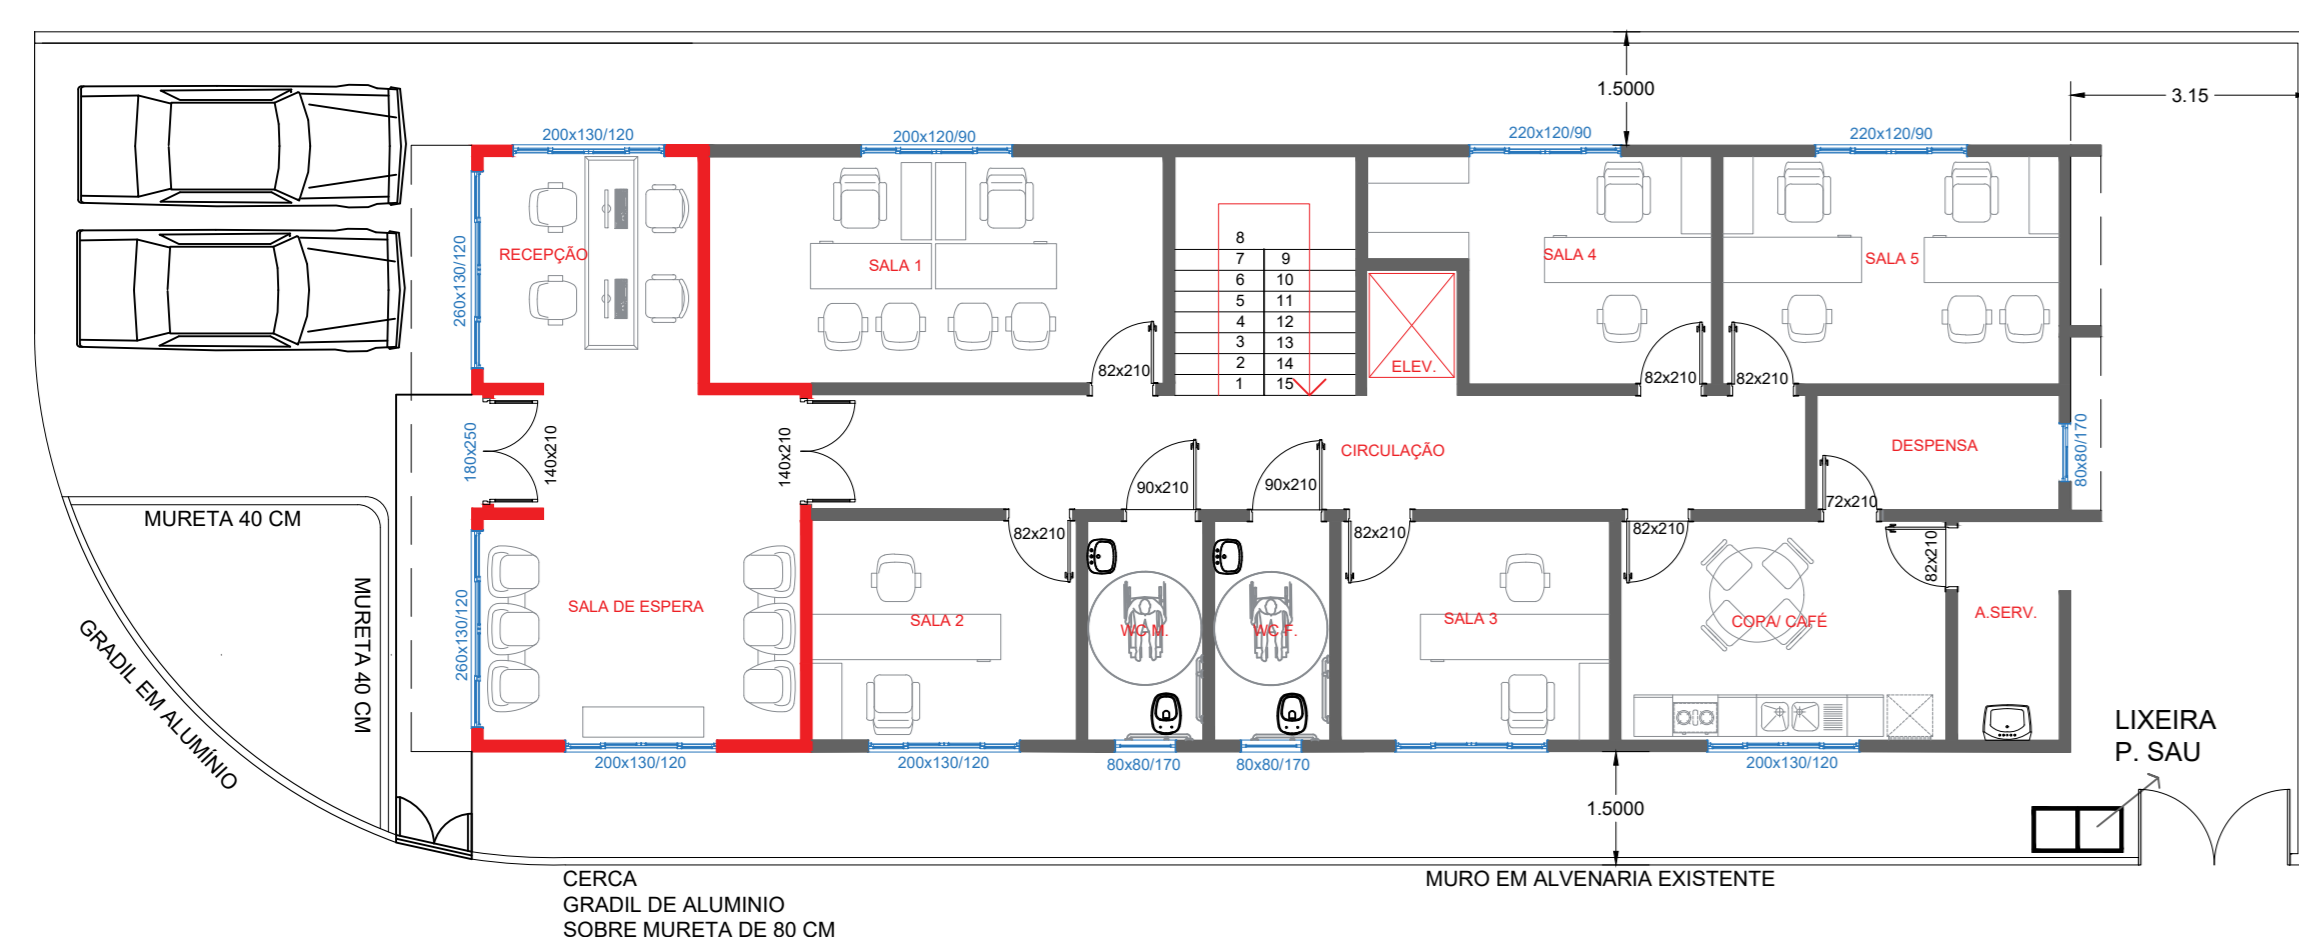 1.5000
3.15
200x130/120
200x120/90
220x120/90
220x120/90
260x130/120
RECEPÇÃO
SALA 1
8
7 9
6 10
5 11
4 12
3 13
2 14
1 15
SALA 4
SALA 5
ELEV.
82x210
82x210
82x210
180x250
140x210
140x210
CIRCULAÇÃO
DESPENSA
80x80/170
90x210
90x210
72x210
MURETA 40 CM
MURETA 40 CM
GRADIL EM ALUMÍNIO
260x130/120
SALA DE ESPERA
82x210
SALA 2
WC M.
WC F.
82x210
SALA 3
82x210
COPA/ CAFÉ
82x210
A.SERV.
200x130/120
200x130/120
80x80/170
80x80/170
200x130/120
1.5000
LIXEIRA
P. SAU
CERCA
GRADIL DE ALUMINIO
SOBRE MURETA DE 80 CM
MURO EM ALVENARIA EXISTENTE